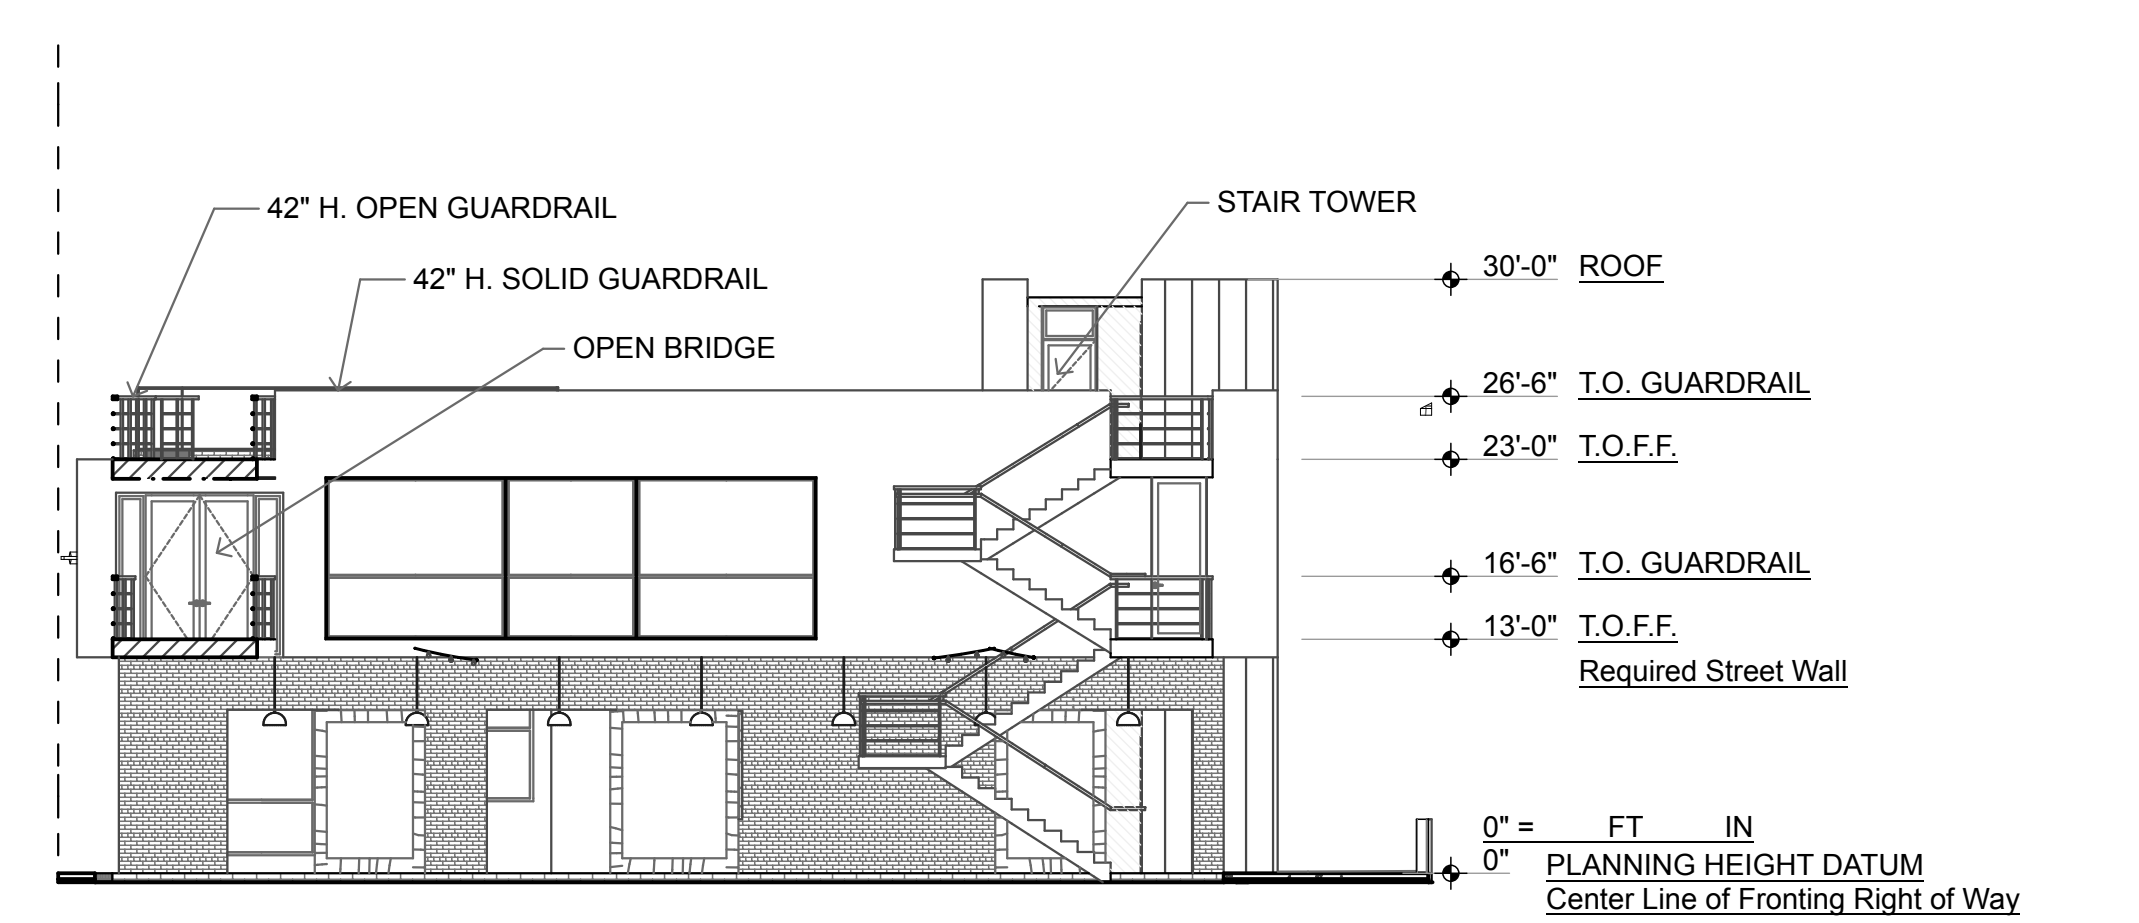 42" H. OPEN GUARDRAIL
STAIR TOWER
42" H. SOLID GUARDRAIL
30'-0" ROOF
OPEN BRIDGE
26'-6" T.O. GUARDRAIL
23'-0" T.O.F.F.
16'-6" T.O. GUARDRAIL
13'-0" T.O.F.F.
Required Street Wall
0" = FT IN
0" PLANNING HEIGHT DATUM
Center Line of Fronting Right of Way